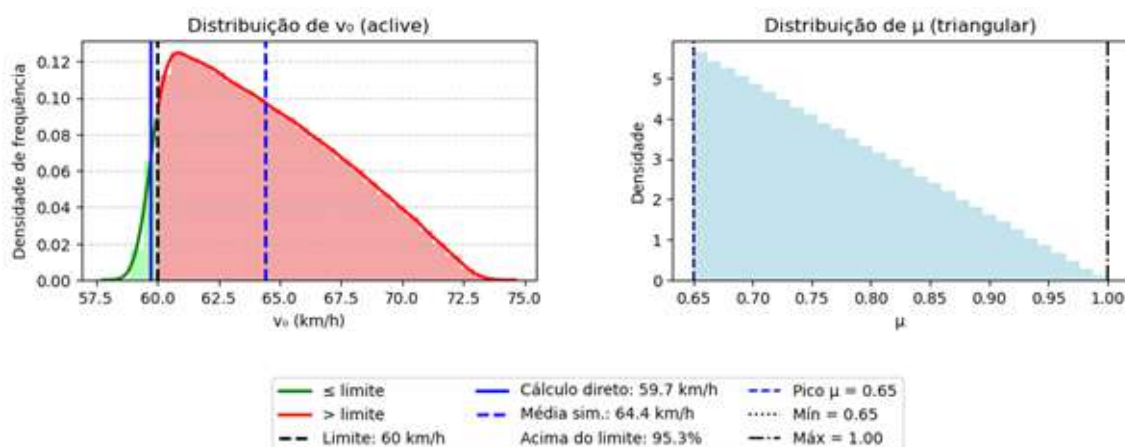 Distribuição de v₀ (aclive)
Densidade de frequência
0.12
0.10
0.08
0.06
0.04
0.02
0.00
57.5 60.0 62.5 65.0 67.5 70.0 72.5 75.0
v₀ (km/h)
Distribuição de μ (triangular)
Densidade
5
4
3
2
1
0
0.65 0.70 0.75 0.80 0.85 0.90 0.95 1.00
μ
≤ limite
> limite
Limite: 60 km/h
Cálculo direto: 59.7 km/h
Média sim.: 64.4 km/h
Acima do limite: 95.3%
Pico μ = 0.65
Mín = 0.65
Máx = 1.00